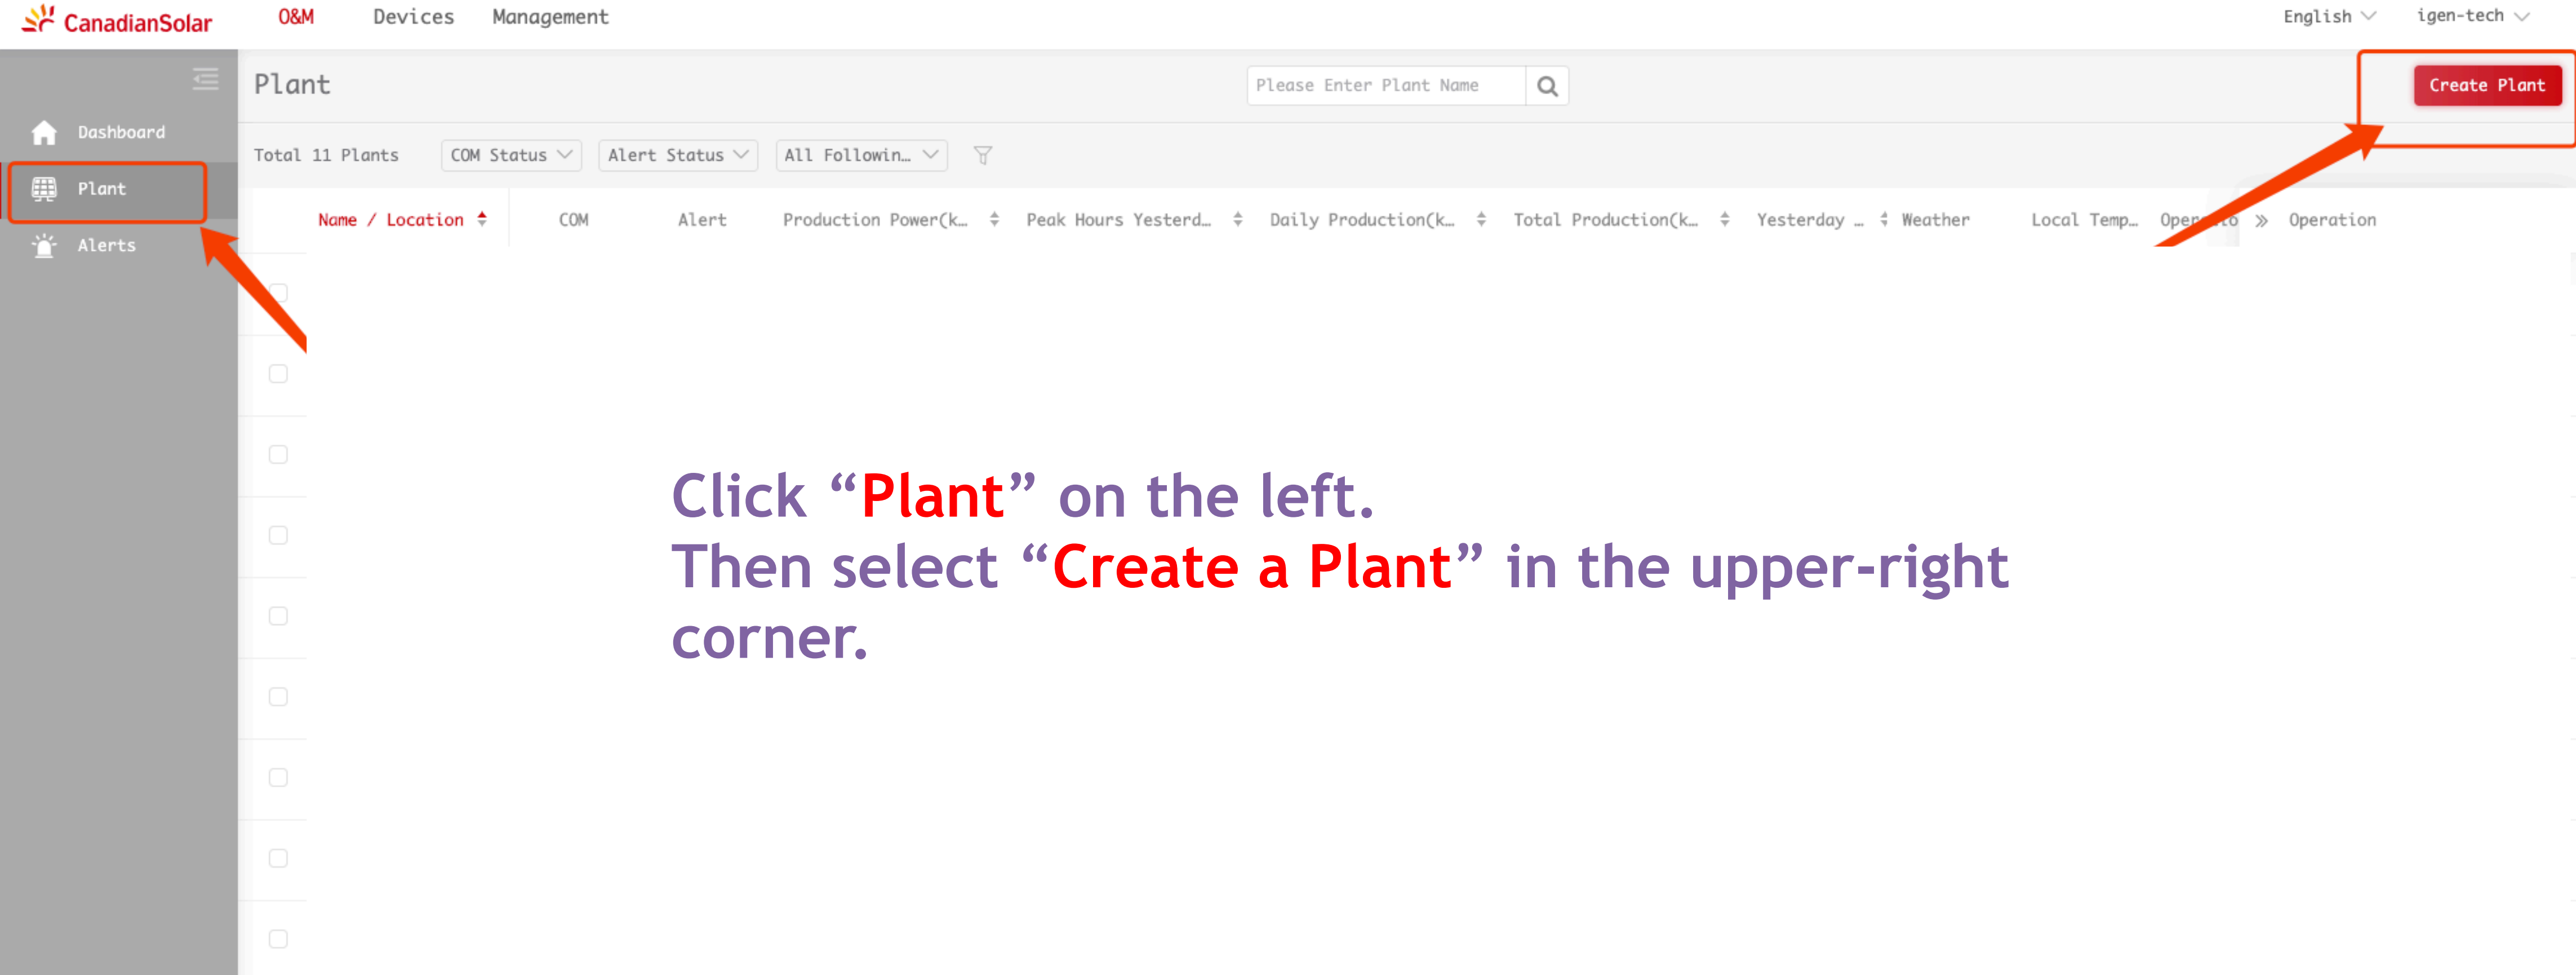 CanadianSolar O&M Devices Management English igen-tech
Plant Please Enter Plant Name Create Plant
Dashboard
Total 11 Plants COM Status Alert Status All Followin…
Plant
Name / Location COM Alert Production Power(k… Peak Hours Yesterd… Daily Production(k… Total Production(k… Yesterday … Weather Local Temp… Operation
Alerts
Click “Plant” on the left.
Then select “Create a Plant” in the upper-right
corner.